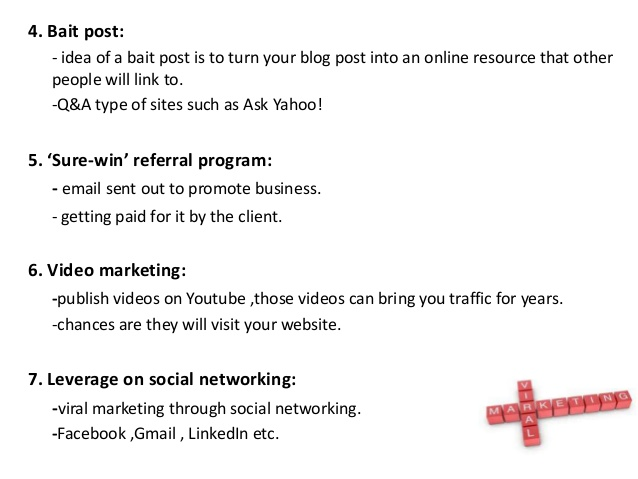 4. Bait post:
- idea of a bait post is to turn your blog post into an online resource that other
people will link to.
-Q&A type of sites such as Ask Yahoo!
5. ‘Sure-win’ referral program:
- email sent out to promote business.
- getting paid for it by the client.
6. Video marketing:
-publish videos on Youtube ,those videos can bring you traffic for years.
-chances are they will visit your website.
7. Leverage on social networking:
-viral marketing through social networking.
-Facebook ,Gmail , LinkedIn etc.
VIRAL
MARKETING